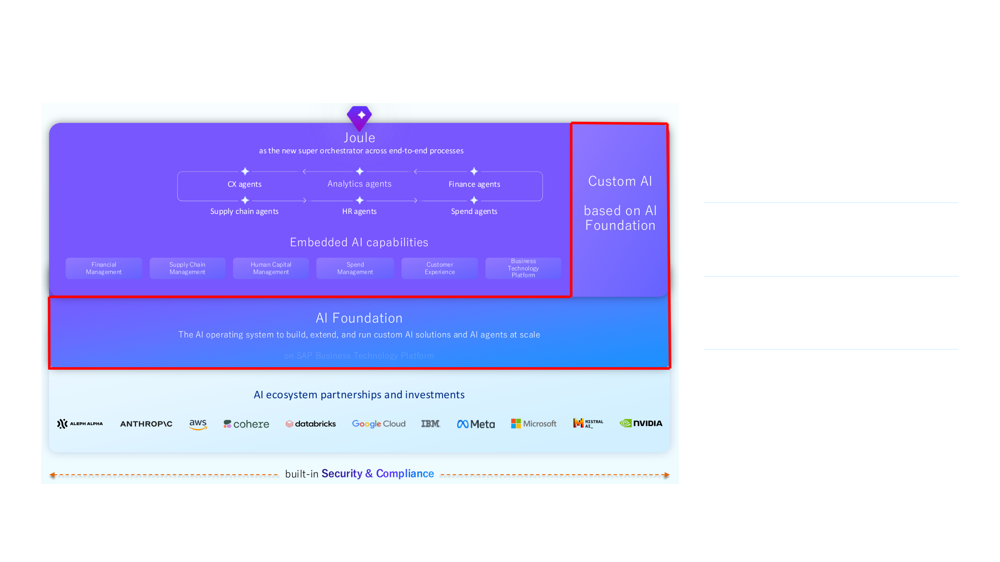 Joule
as the new super orchestrator across end-to-end processes
CX agents
Analytics agents
Finance agents
Supply chain agents
HR agents
Spend agents
Embedded AI capabilities
Financial
Management
Supply Chain
Management
Human Capital
Management
Spend
Management
Customer
Experience
Business
Technology
Platform
Custom AI
based on AI
Foundation
AI Foundation
The AI operating system to build, extend, and run custom AI solutions and AI agents at scale
on SAP Business Technology Platform
AI ecosystem partnerships and investments
ALEPH ALPHA
ANTHROP\C
aws
cohere
databricks
Google Cloud
IBM
Meta
Microsoft
MISTRAL
AI_
NVIDIA
built-in Security & Compliance